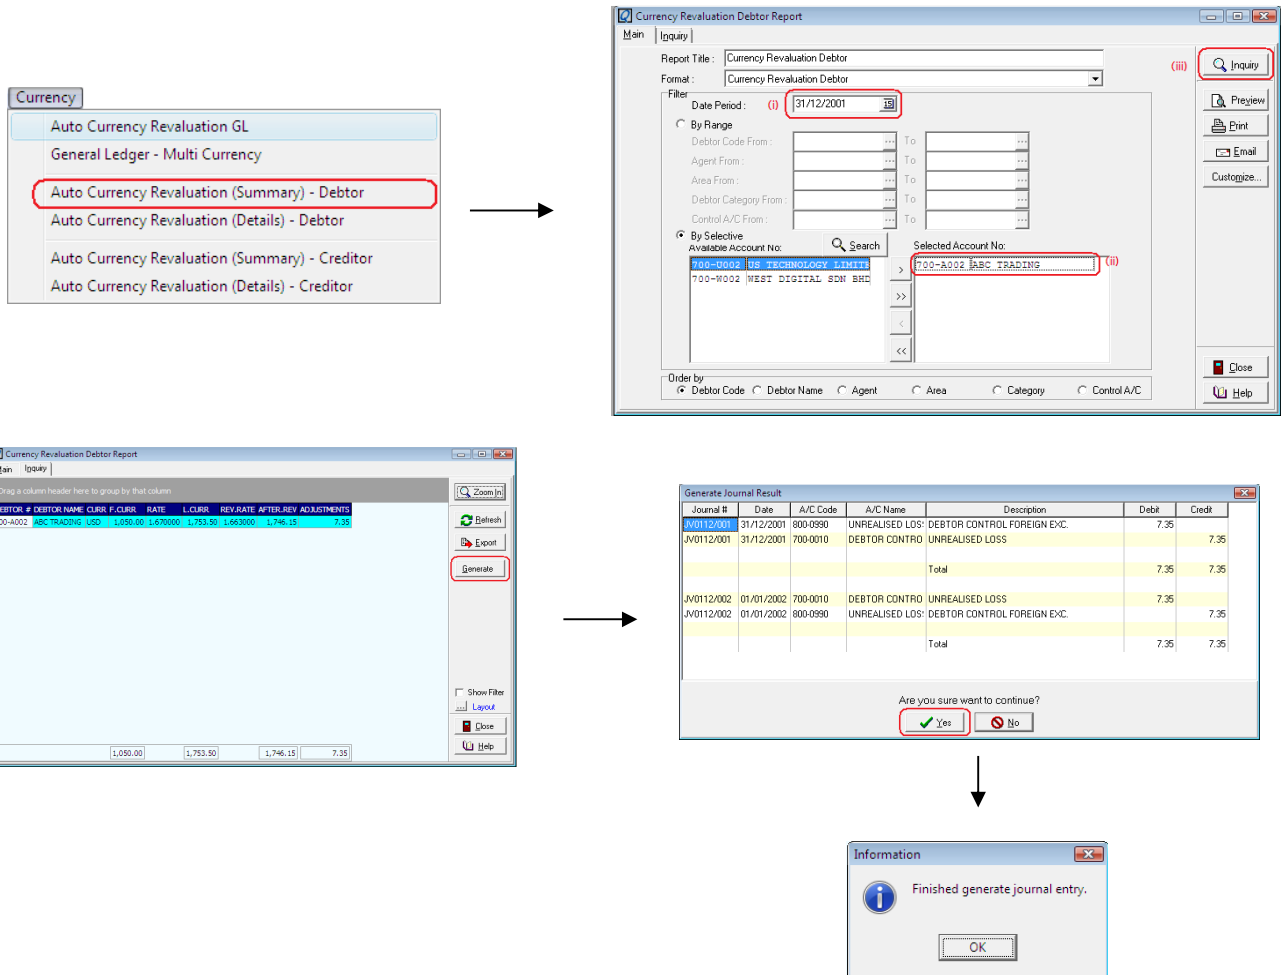 Currency
Auto Currency Revaluation GL
General Ledger - Multi Currency
Auto Currency Revaluation (Summary) - Debtor
Auto Currency Revaluation (Details) - Debtor
Auto Currency Revaluation (Summary) - Creditor
Auto Currency Revaluation (Details) - Creditor
Currency Revaluation Debtor Report
Main Inquiry
Report Title : Currency Revaluation Debtor
Format : Currency Revaluation Debtor
Filter
Date Period : (i) 31/12/2001 15
By Range
Debtor Code From : ... To ...
Agent From : ... To ...
Area From : ... To ...
Debtor Category From : ... To ...
Control A/C From : ... To ...
By Selective
Available Account No: Search Selected Account No:
700-U002 US TECHNOLOGY LIMITE > 700-A002 ABC TRADING (ii)
700-W002 WEST DIGITAL SDN BHD
>>
<
<<
Order by
Debtor Code Debtor Name Agent Area Category Control A/C
(iii) Inquiry
Preview
Print
Email
Customize...
Close
Help
Currency Revaluation Debtor Report
Main Inquiry
Drag a column header here to group by that column
DEBTOR # DEBTOR NAME CURR F.CURR RATE L.CURR REV.RATE AFTER.REV ADJUSTMENTS
00-A002 ABC TRADING USD 1,050.00 1.670000 1,753.50 1.663000 1,746.15 7.35
1,050.00 1,753.50 1,746.15 7.35
Zoom In
Refresh
Export
Generate
Show Filter
... Layout
Close
Help
Generate Journal Result
Journal # Date A/C Code A/C Name Description Debit Credit
JV0112/001 31/12/2001 800-0990 UNREALISED LOS: DEBTOR CONTROL FOREIGN EXC. 7.35
JV0112/001 31/12/2001 700-0010 DEBTOR CONTRO UNREALISED LOSS 7.35
Total 7.35 7.35
JV0112/002 01/01/2002 700-0010 DEBTOR CONTRO UNREALISED LOSS 7.35
JV0112/002 01/01/2002 800-0990 UNREALISED LOS: DEBTOR CONTROL FOREIGN EXC. 7.35
Total 7.35 7.35
Are you sure want to continue?
Yes No
Information
Finished generate journal entry.
OK